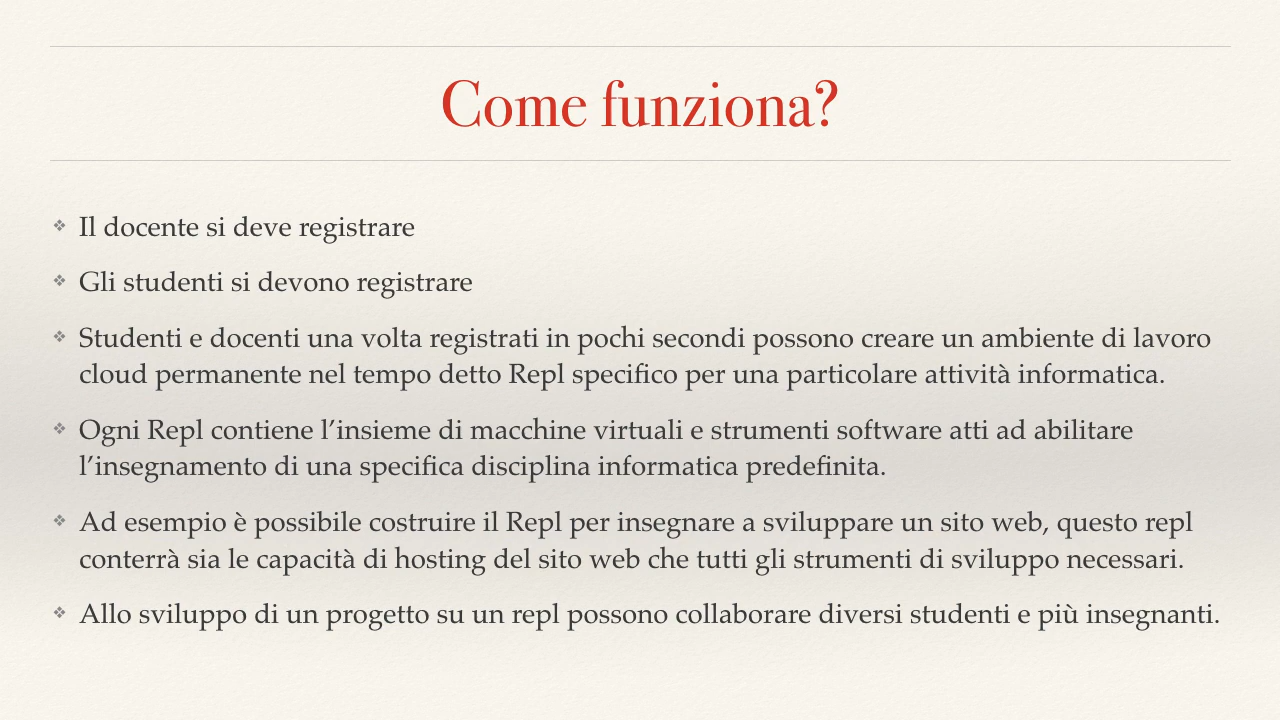 Come funziona?
❖ Il docente si deve registrare
❖ Gli studenti si devono registrare
❖ Studenti e docenti una volta registrati in pochi secondi possono creare un ambiente di lavoro
cloud permanente nel tempo detto Repl specifico per una particolare attività informatica.
❖ Ogni Repl contiene l’insieme di macchine virtuali e strumenti software atti ad abilitare
l’insegnamento di una specifica disciplina informatica predefinita.
❖ Ad esempio è possibile costruire il Repl per insegnare a sviluppare un sito web, questo repl
conterrà sia le capacità di hosting del sito web che tutti gli strumenti di sviluppo necessari.
❖ Allo sviluppo di un progetto su un repl possono collaborare diversi studenti e più insegnanti.